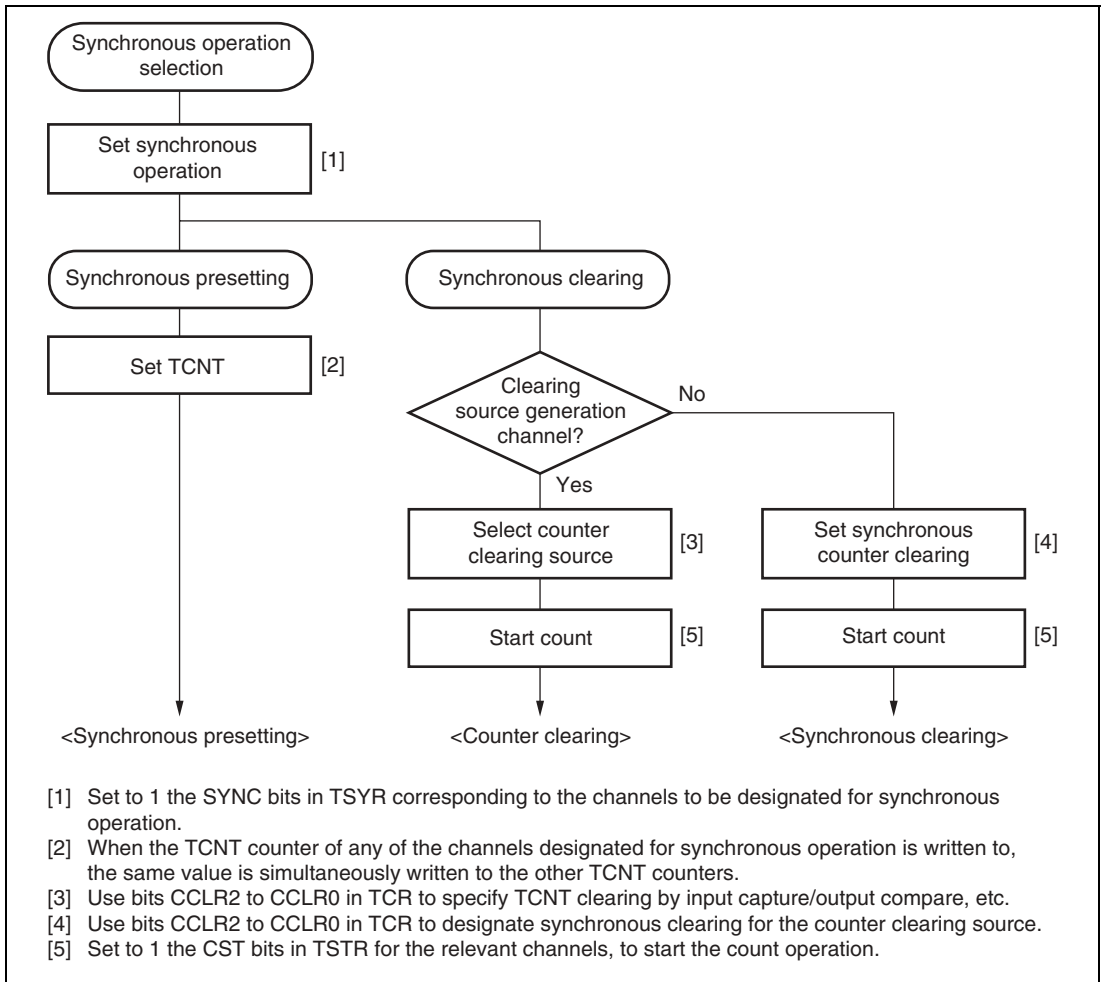 Synchronous operation
selection
Set synchronous
operation
[1]
Synchronous presetting
Synchronous clearing
Set TCNT
[2]
Clearing
source generation
channel?
No
Yes
Select counter
clearing source
[3]
Set synchronous
counter clearing
[4]
Start count
[5]
Start count
[5]
<Synchronous presetting>
<Counter clearing>
<Synchronous clearing>
[1] Set to 1 the SYNC bits in TSYR corresponding to the channels to be designated for synchronous
operation.
[2] When the TCNT counter of any of the channels designated for synchronous operation is written to,
the same value is simultaneously written to the other TCNT counters.
[3] Use bits CCLR2 to CCLR0 in TCR to specify TCNT clearing by input capture/output compare, etc.
[4] Use bits CCLR2 to CCLR0 in TCR to designate synchronous clearing for the counter clearing source.
[5] Set to 1 the CST bits in TSTR for the relevant channels, to start the count operation.